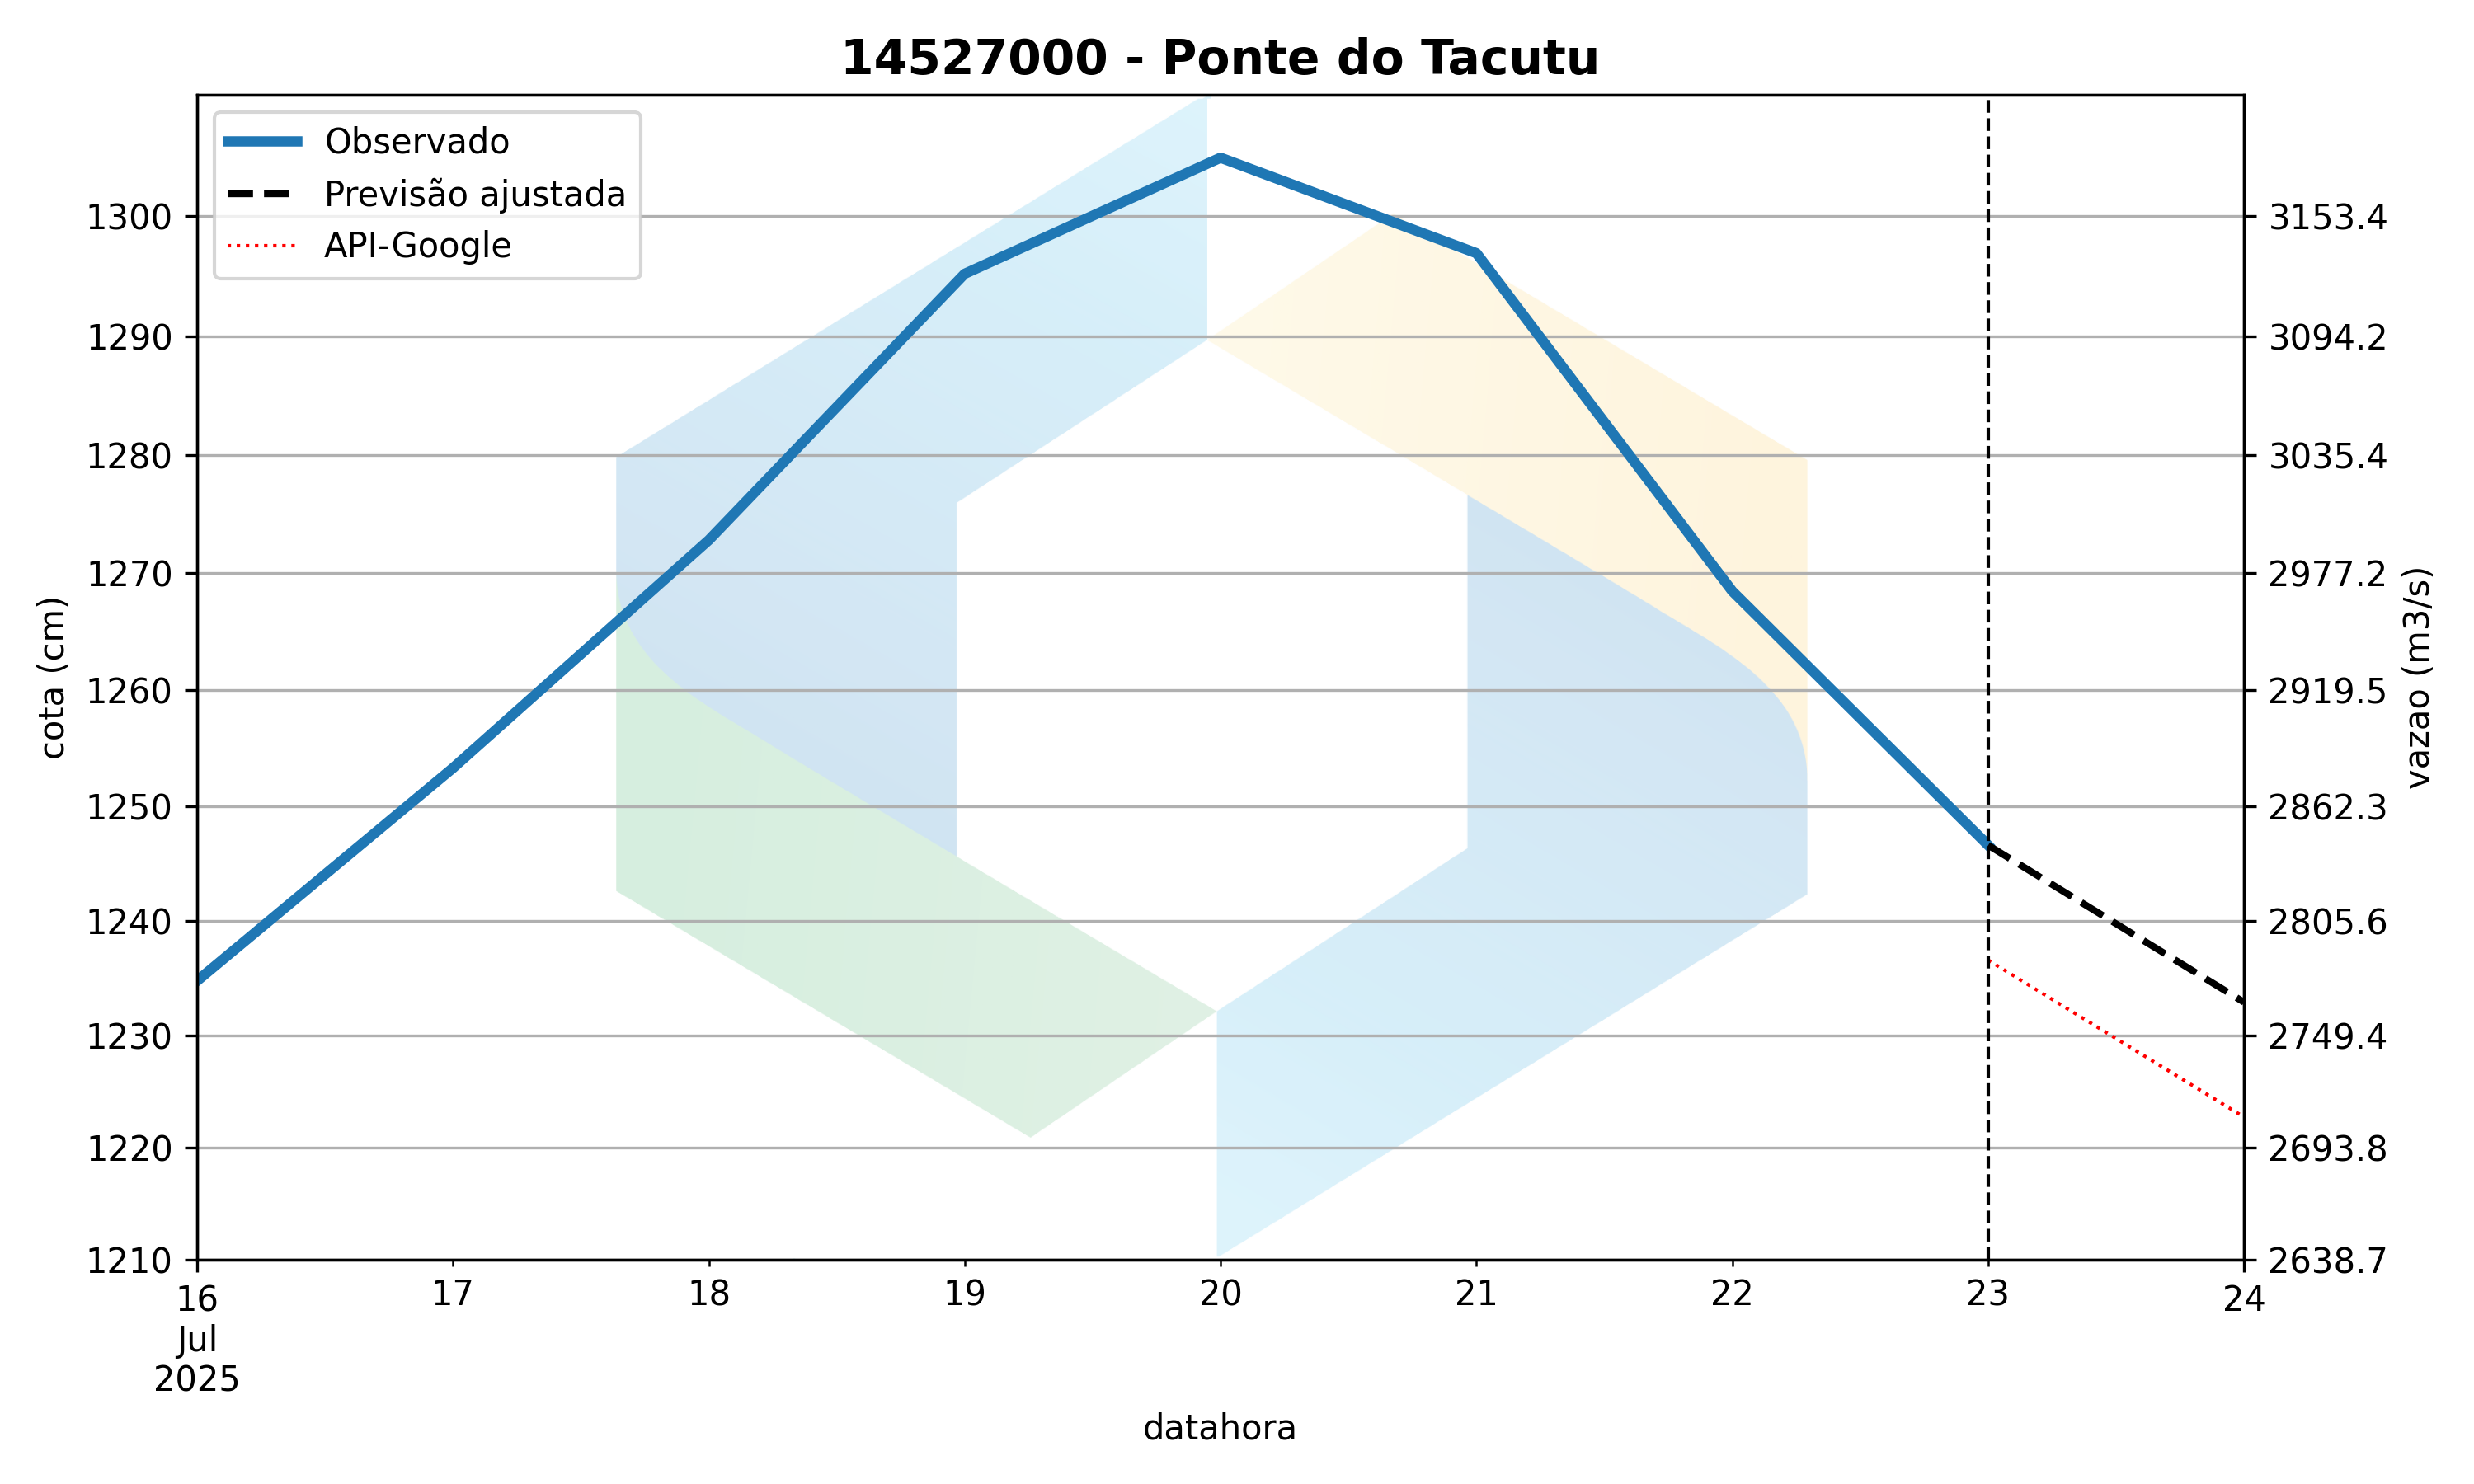 14527000 - Ponte do Tacutu
Observado
Previsão ajustada
API-Google
1300
1290
1280
1270
1260
1250
1240
1230
1220
1210
cota (cm)
3153.4
3094.2
3035.4
2977.2
2919.5
2862.3
2805.6
2749.4
2693.8
2638.7
vazao (m3/s)
16 17 18 19 20 21 22 23 24
Jul
2025
datahora